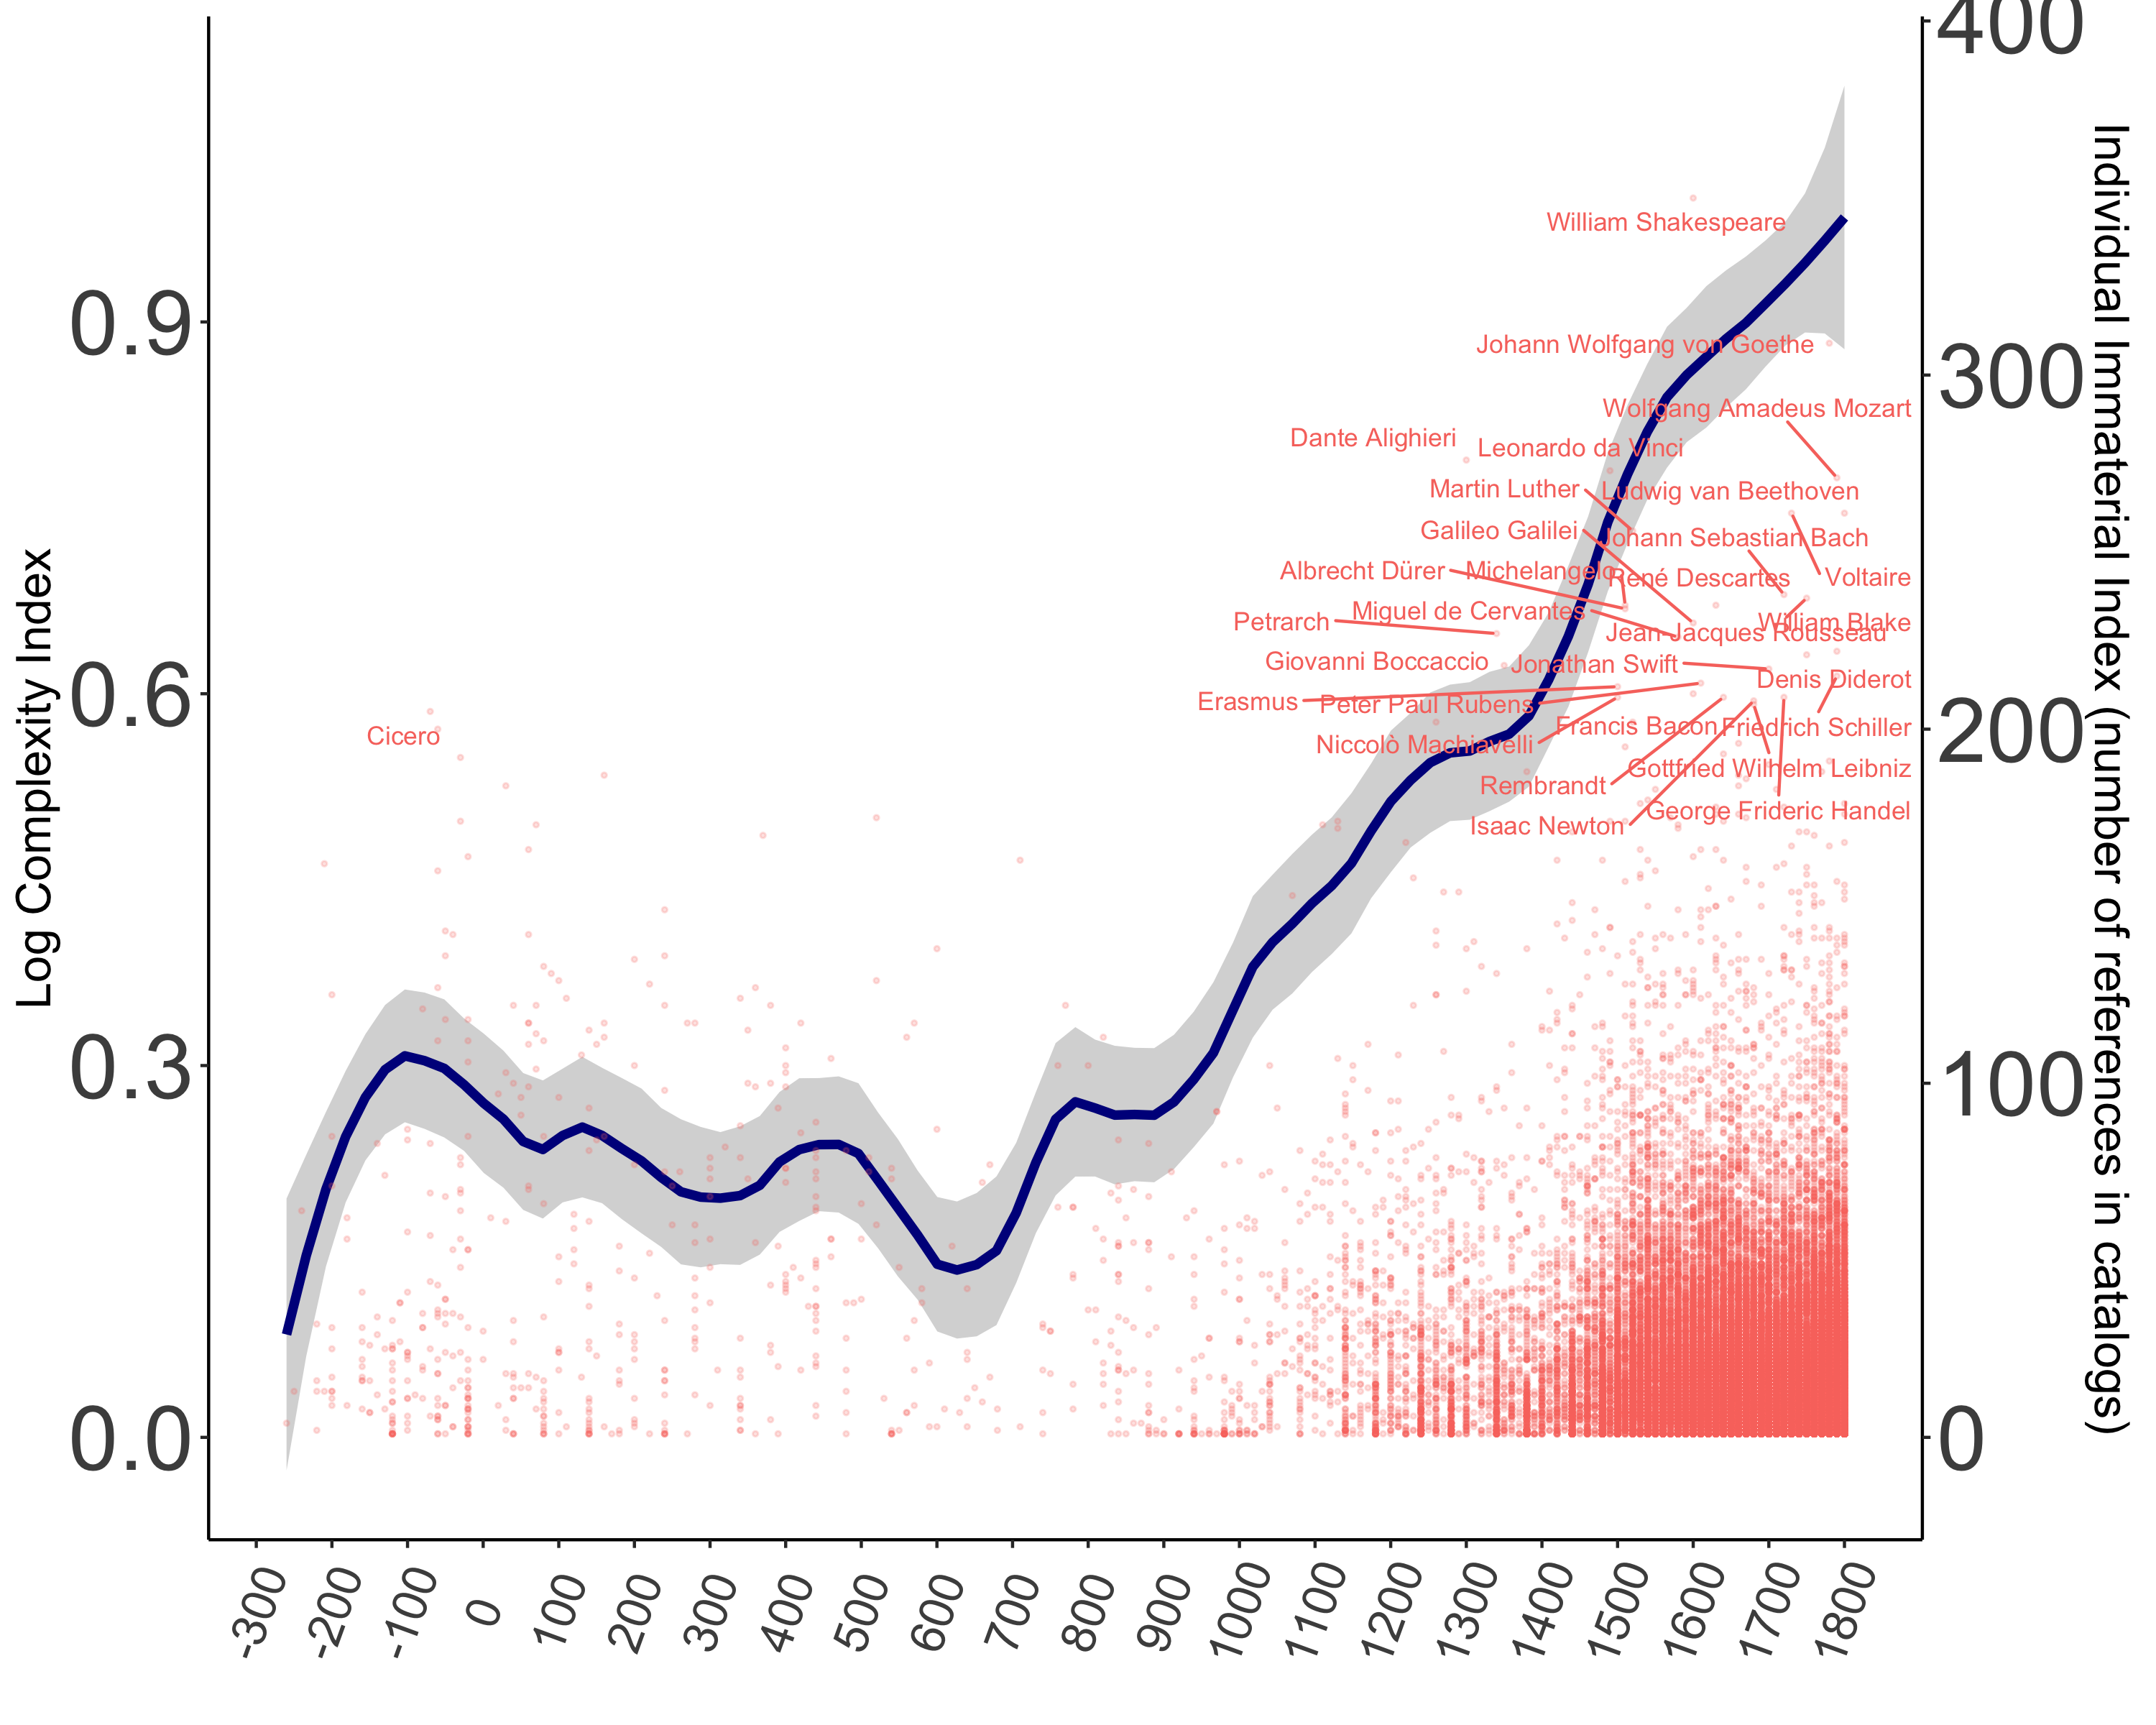 400
William Shakespeare
0.9
Johann Wolfgang von Goethe
300
Wolfgang Amadeus Mozart
Dante Alighieri
Leonardo da Vinci
Martin Luther
Ludwig van Beethoven
Galileo Galilei
Johann Sebastian Bach
Albrecht Dürer
Michelangelo
René Descartes
Voltaire
Miguel de Cervantes
Petrarch
William Blake
Jean-Jacques Rousseau
Giovanni Boccaccio
Jonathan Swift
Denis Diderot
0.6
Erasmus
Peter Paul Rubens
Francis Bacon
Friedrich Schiller
200
Cicero
Niccolò Machiavelli
Gottfried Wilhelm Leibniz
Rembrandt
George Frideric Handel
Isaac Newton
0.3
100
0.0
0
Log Complexity Index
Individual Immaterial Index (number of references in catalogs)
-300
-200
-100
0
100
200
300
400
500
600
700
800
900
1000
1100
1200
1300
1400
1500
1600
1700
1800